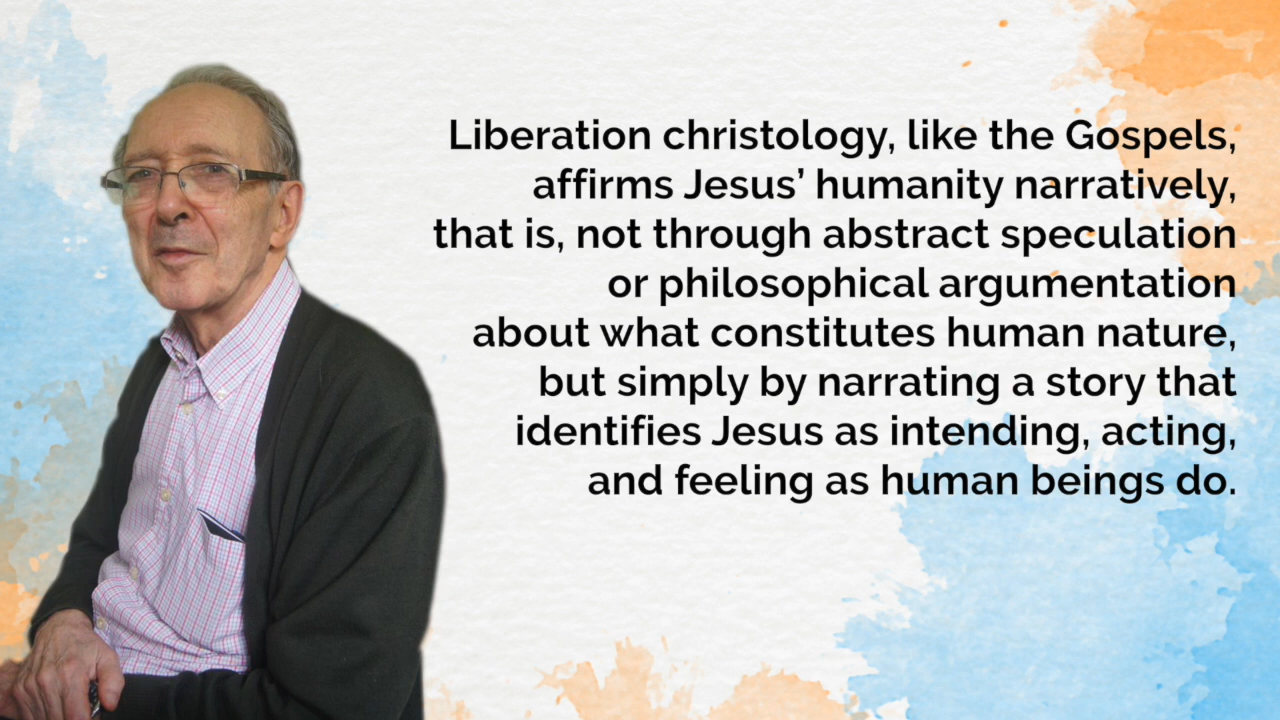 Liberation christology, like the Gospels,
affirms Jesus’ humanity narratively,
that is, not through abstract speculation
or philosophical argumentation
about what constitutes human nature,
but simply by narrating a story that
identifies Jesus as intending, acting,
and feeling as human beings do.